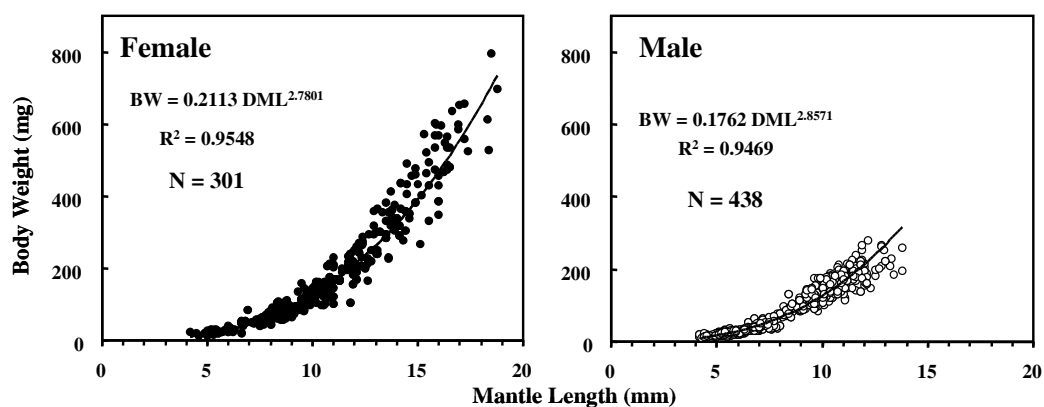 Female
BW = 0.2113 DML^2.7801
R² = 0.9548
N = 301
Male
BW = 0.1762 DML^2.8571
R² = 0.9469
N = 438
Body Weight (mg)
800
600
400
200
0
0 5 10 15 20
800
600
400
200
0
0 5 10 15 20
Mantle Length (mm)